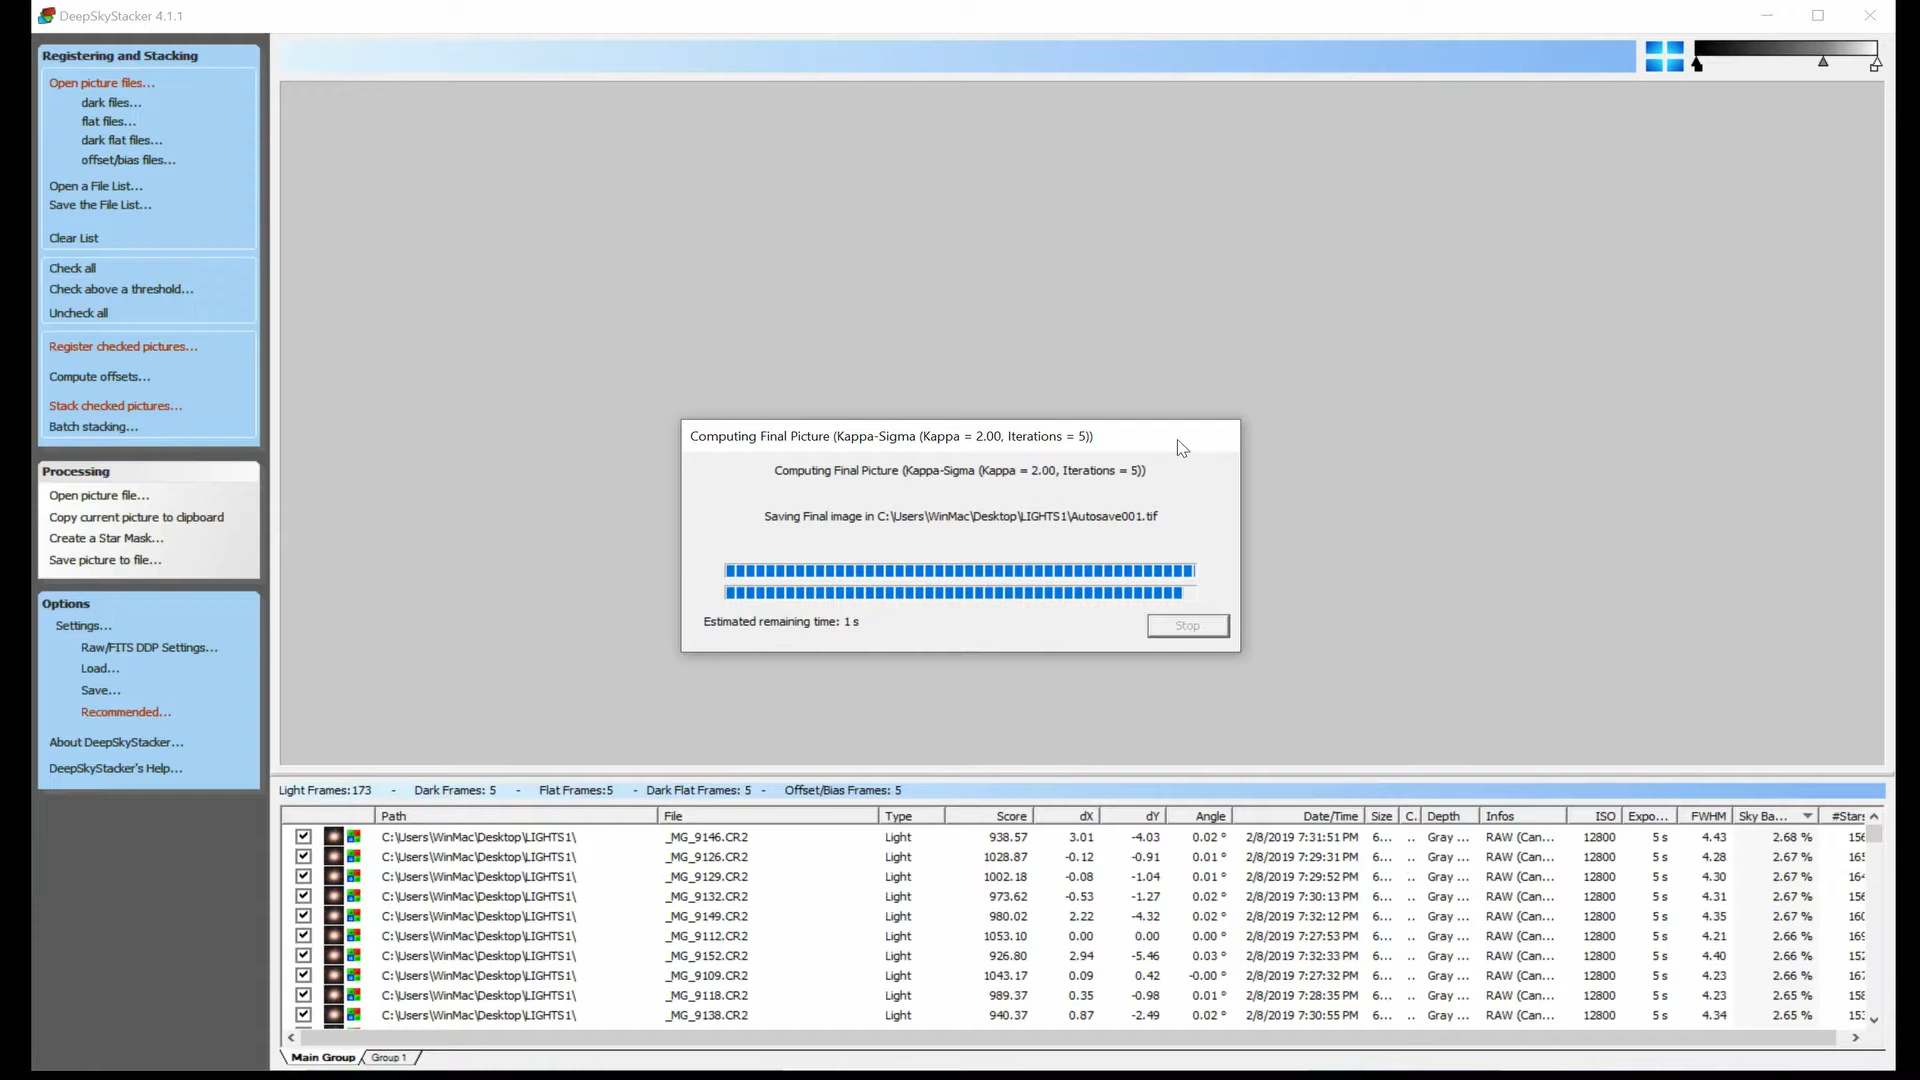 DeepSkyStacker 4.1.1
Registering and Stacking
Open picture files...
dark files...
flat files...
dark flat files...
offset/bias files...
Open a File List...
Save the File List...
Clear List
Check all
Check above a threshold...
Uncheck all
Register checked pictures...
Compute offsets...
Stack checked pictures...
Batch stacking...
Processing
Open picture file...
Copy current picture to clipboard
Create a Star Mask...
Save picture to file...
Options
Settings...
Raw/FITS DDP Settings...
Load...
Save...
Recommended...
About DeepSkyStacker...
DeepSkyStacker's Help...
Computing Final Picture (Kappa-Sigma (Kappa = 2.00, Iterations = 5))
Computing Final Picture (Kappa-Sigma (Kappa = 2.00, Iterations = 5))
Saving Final image in C:\Users\WinMac\Desktop\LIGHTS1\Autosave001.tif
Estimated remaining time: 1 s
Stop
Light Frames:173 - Dark Frames: 5 - Flat Frames:5 - Dark Flat Frames: 5 - Offset/Bias Frames: 5
Path File Type Score dX dY Angle Date/Time Size C. Depth Infos ISO Expo... FWHM Sky Ba... #Stars
C:\Users\WinMac\Desktop\LIGHTS1\ _MG_9146.CR2 Light 938.57 3.01 -4.03 0.02 ° 2/8/2019 7:31:51 PM 6... .. Gray ... RAW (Can... 12800 5 s 4.43 2.68 % 156
C:\Users\WinMac\Desktop\LIGHTS1\ _MG_9126.CR2 Light 1028.87 -0.12 -0.91 0.01 ° 2/8/2019 7:29:31 PM 6... .. Gray ... RAW (Can... 12800 5 s 4.28 2.67 % 165
C:\Users\WinMac\Desktop\LIGHTS1\ _MG_9129.CR2 Light 1002.18 -0.08 -1.04 0.01 ° 2/8/2019 7:29:52 PM 6... .. Gray ... RAW (Can... 12800 5 s 4.30 2.67 % 164
C:\Users\WinMac\Desktop\LIGHTS1\ _MG_9132.CR2 Light 973.62 -0.53 -1.27 0.01 ° 2/8/2019 7:30:13 PM 6... .. Gray ... RAW (Can... 12800 5 s 4.31 2.67 % 156
C:\Users\WinMac\Desktop\LIGHTS1\ _MG_9149.CR2 Light 980.02 2.22 -4.32 0.02 ° 2/8/2019 7:32:12 PM 6... .. Gray ... RAW (Can... 12800 5 s 4.35 2.67 % 160
C:\Users\WinMac\Desktop\LIGHTS1\ _MG_9112.CR2 Light 1053.10 0.00 0.00 0.00 ° 2/8/2019 7:27:53 PM 6... .. Gray ... RAW (Can... 12800 5 s 4.21 2.66 % 169
C:\Users\WinMac\Desktop\LIGHTS1\ _MG_9152.CR2 Light 926.80 2.94 -5.46 0.03 ° 2/8/2019 7:32:33 PM 6... .. Gray ... RAW (Can... 12800 5 s 4.40 2.66 % 152
C:\Users\WinMac\Desktop\LIGHTS1\ _MG_9109.CR2 Light 1043.17 0.09 0.42 -0.00 ° 2/8/2019 7:27:32 PM 6... .. Gray ... RAW (Can... 12800 5 s 4.23 2.66 % 167
C:\Users\WinMac\Desktop\LIGHTS1\ _MG_9118.CR2 Light 989.37 0.35 -0.98 0.01 ° 2/8/2019 7:28:35 PM 6... .. Gray ... RAW (Can... 12800 5 s 4.23 2.65 % 158
C:\Users\WinMac\Desktop\LIGHTS1\ _MG_9138.CR2 Light 940.37 0.87 -2.49 0.02 ° 2/8/2019 7:30:55 PM 6... .. Gray ... RAW (Can... 12800 5 s 4.34 2.65 % 153
Main Group Group 1